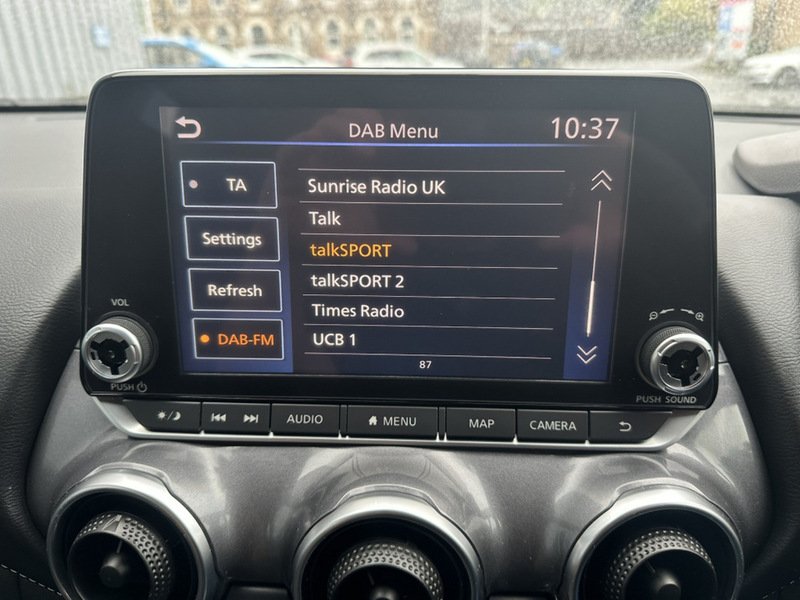 DAB Menu
10:37
TA
Settings
Refresh
DAB-FM
Sunrise Radio UK
Talk
talkSPORT
talkSPORT 2
Times Radio
UCB 1
87
VOL
PUSH
PUSH SOUND
AUDIO
MENU
MAP
CAMERA